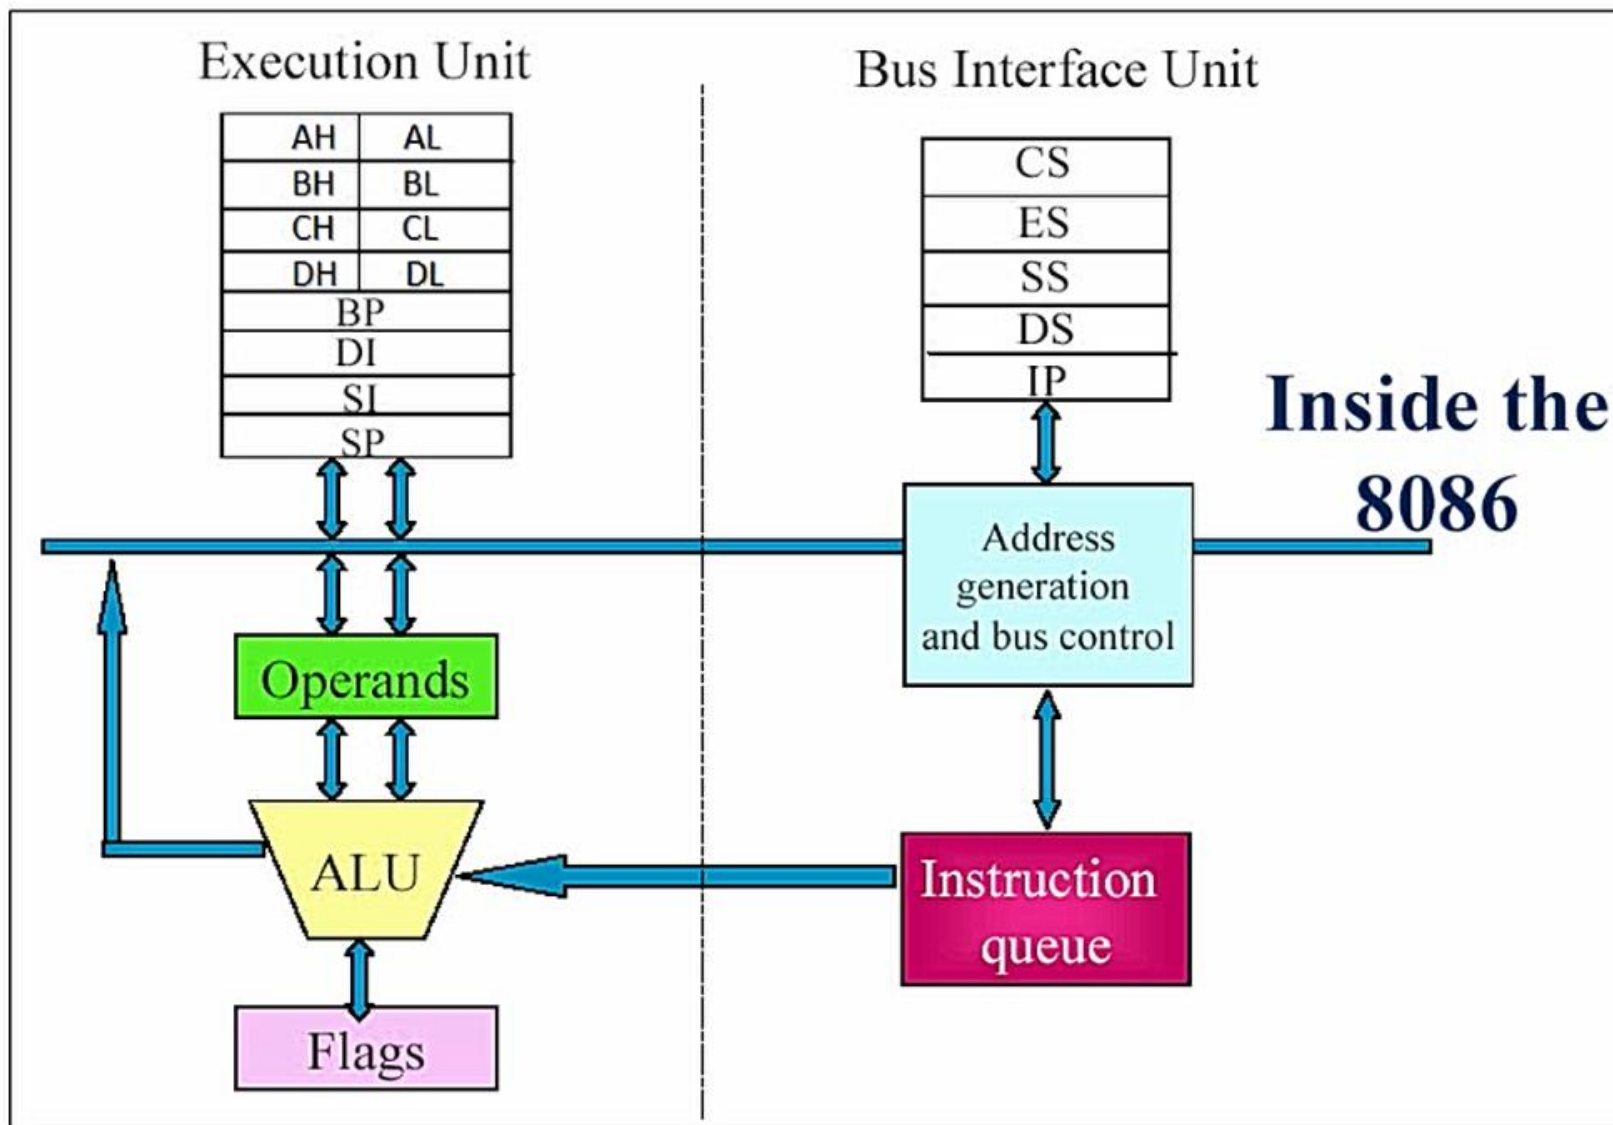 Execution Unit
AH AL
BH BL
CH CL
DH DL
BP
DI
SI
SP
Operands
ALU
Flags
Bus Interface Unit
CS
ES
SS
DS
IP
Address
generation
and bus control
Instruction
queue
Inside the
8086